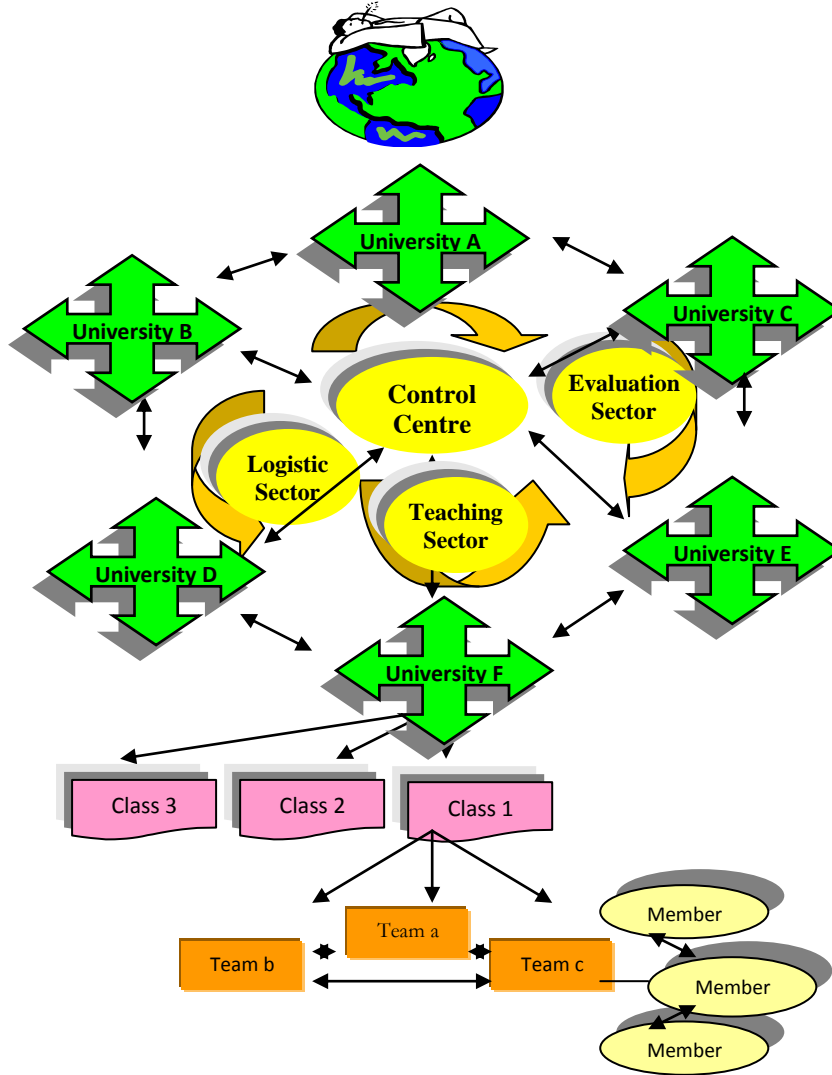 University A
University B
University C
Control
Centre
Evaluation
Sector
Logistic
Sector
Teaching
Sector
University D
University E
University F
Class 3
Class 2
Class 1
Team a
Team b
Team c
Member
Member
Member